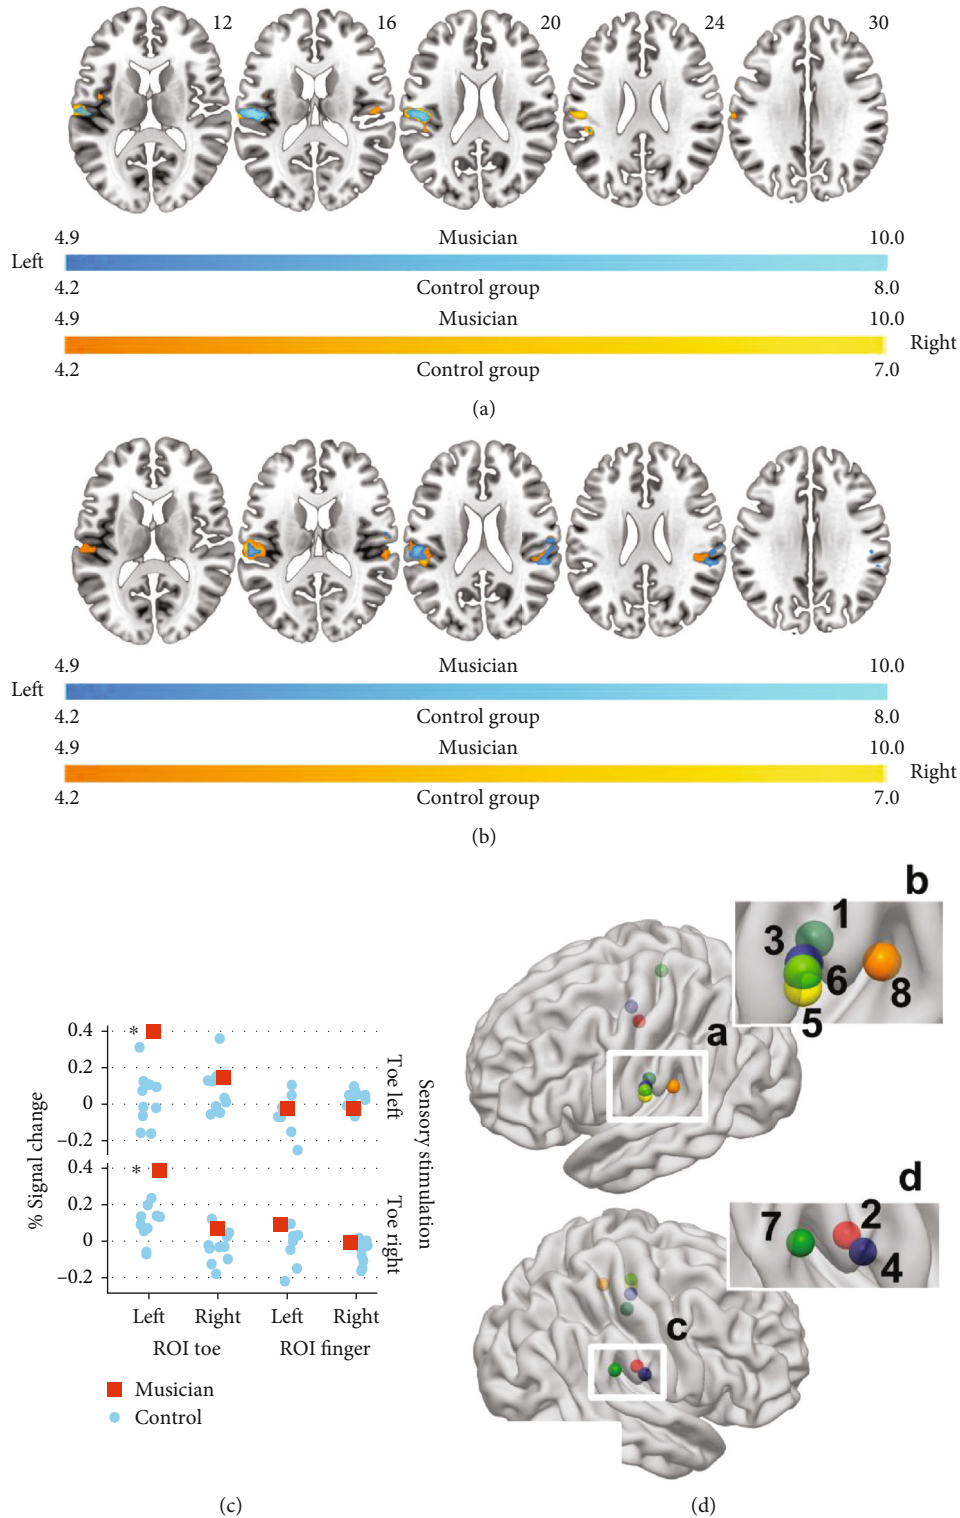 12 16 20 24 30
4.9 Musician 10.0
Left
4.2 Control group 8.0
4.9 Musician 10.0
Right
4.2 Control group 7.0
(a)
4.9 Musician 10.0
Left
4.2 Control group 8.0
4.9 Musician 10.0
Right
4.2 Control group 7.0
(b)
% Signal change
0.4
0.2
0
−0.2
0.4
0.2
0
−0.2
*
*
Toe left
Toe right
Sensory stimulation
Left Right Left Right
ROI toe ROI finger
Musician
Control
(c)
b
1
3
6
8
5
a
d
7 2
4
c
(d)